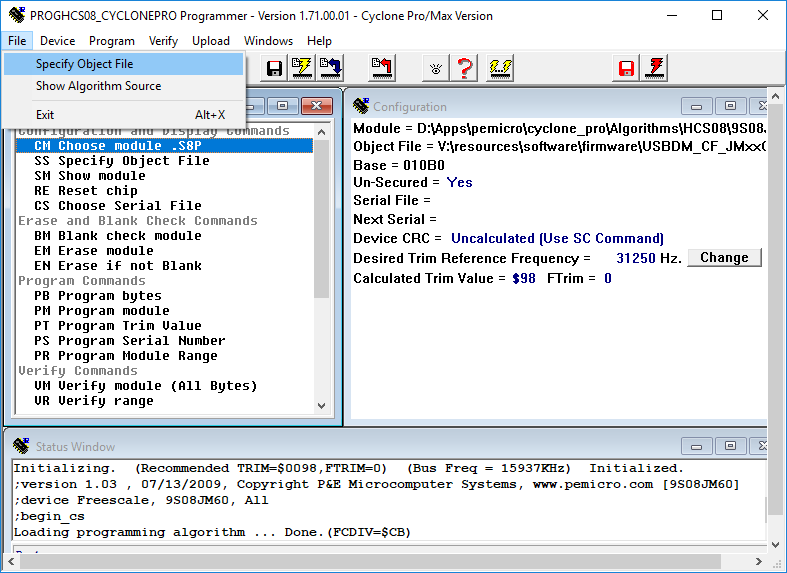 PROGHCS08_CYCLONEPRO Programmer - Version 1.71.00.01 - Cyclone Pro/Max Version
File Device Program Verify Upload Windows Help
Specify Object File
Show Algorithm Source
Exit Alt+X
Configuration and Display Commands
CM Choose module .S8P
SS Specify Object File
SM Show module
RE Reset chip
CS Choose Serial File
Erase and Blank Check Commands
BM Blank check module
EM Erase module
EN Erase if not Blank
Program Commands
PB Program bytes
PM Program module
PT Program Trim Value
PS Program Serial Number
PR Program Module Range
Verify Commands
VM Verify module (All Bytes)
VR Verify range
Configuration
Module = D:\Apps\pemicro\cyclone_pro\Algorithms\HCS08\9S08J
Object File = V:\resources\software\firmware\USBDM_CF_JMxx
Base = 010B0
Un-Secured = Yes
Serial File =
Next Serial =
Device CRC = Uncalculated (Use SC Command)
Desired Trim Reference Frequency = 31250 Hz. Change
Calculated Trim Value = $98 FTrim = 0
Status Window
Initializing. (Recommended TRIM=$0098,FTRIM=0) (Bus Freq = 15937KHz) Initialized.
;version 1.03 , 07/13/2009, Copyright P&E Microcomputer Systems, www.pemicro.com [9S08JM60]
;device Freescale, 9S08JM60, All
;begin_cs
Loading programming algorithm ... Done.(FCDIV=$CB)